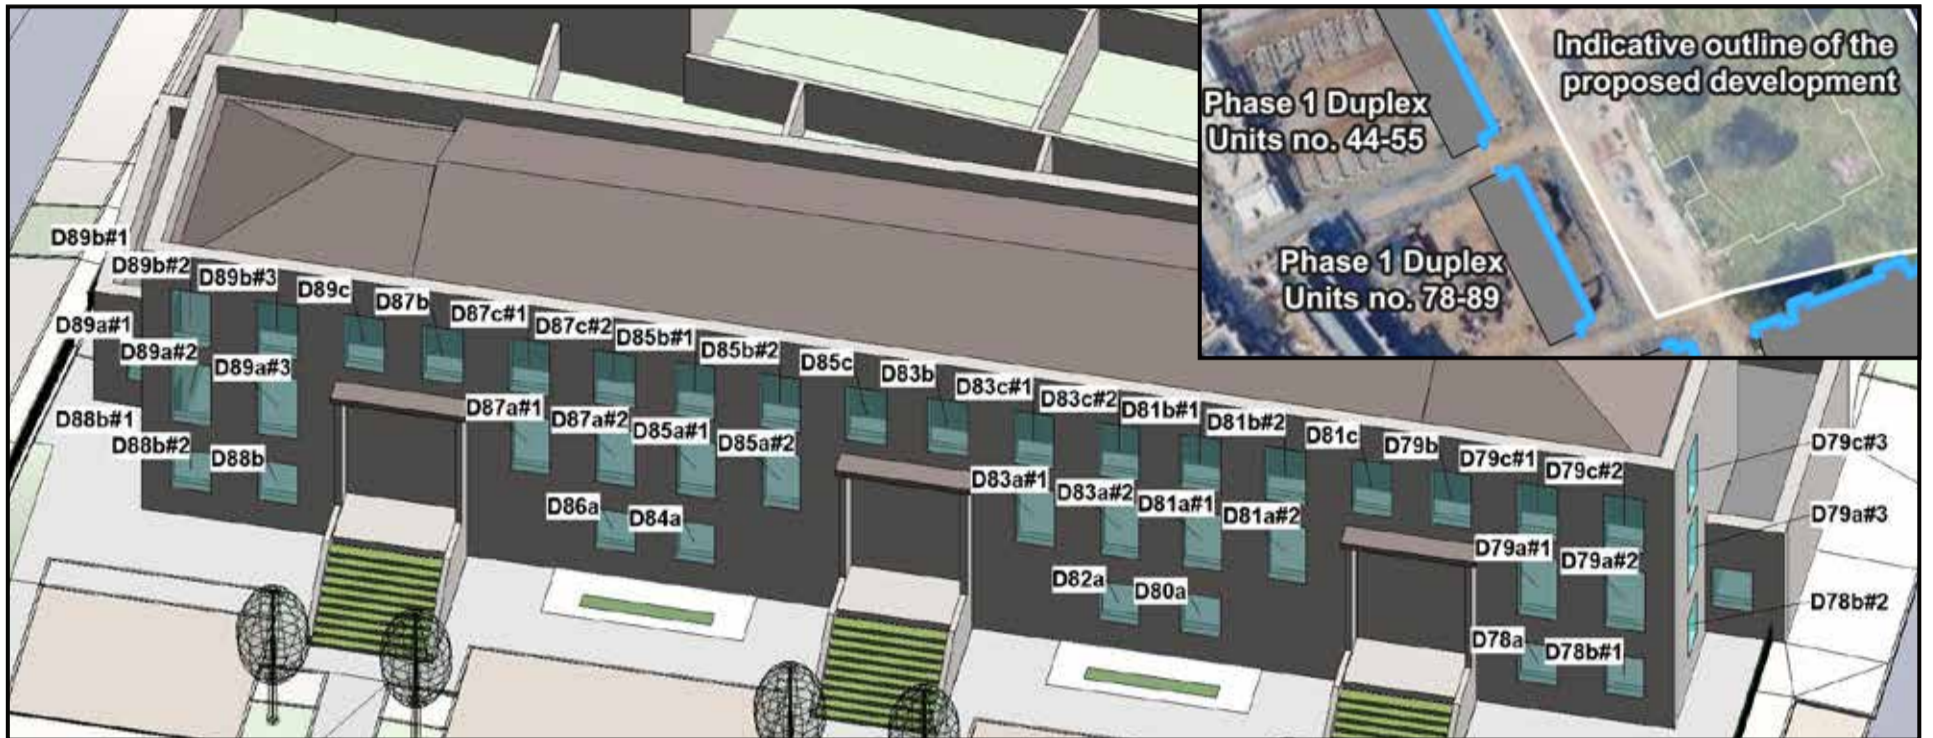 Indicative outline of the
proposed development
Phase 1 Duplex
Units no. 44-55
Phase 1 Duplex
Units no. 78-89
D89b#1
D89b#2
D89b#3
D89c
D87b
D87c#1
D87c#2
D85b#1
D85b#2
D85c
D83b
D83c#1
D83c#2
D81b#1
D81b#2
D81c
D79b
D79c#1
D79c#2
D79c#3
D89a#1
D89a#2
D89a#3
D87a#1
D87a#2
D85a#1
D85a#2
D83a#1
D83a#2
D81a#1
D81a#2
D79a#1
D79a#2
D79a#3
D88b#1
D88b#2
D88b
D86a
D84a
D82a
D80a
D78a
D78b#1
D78b#2